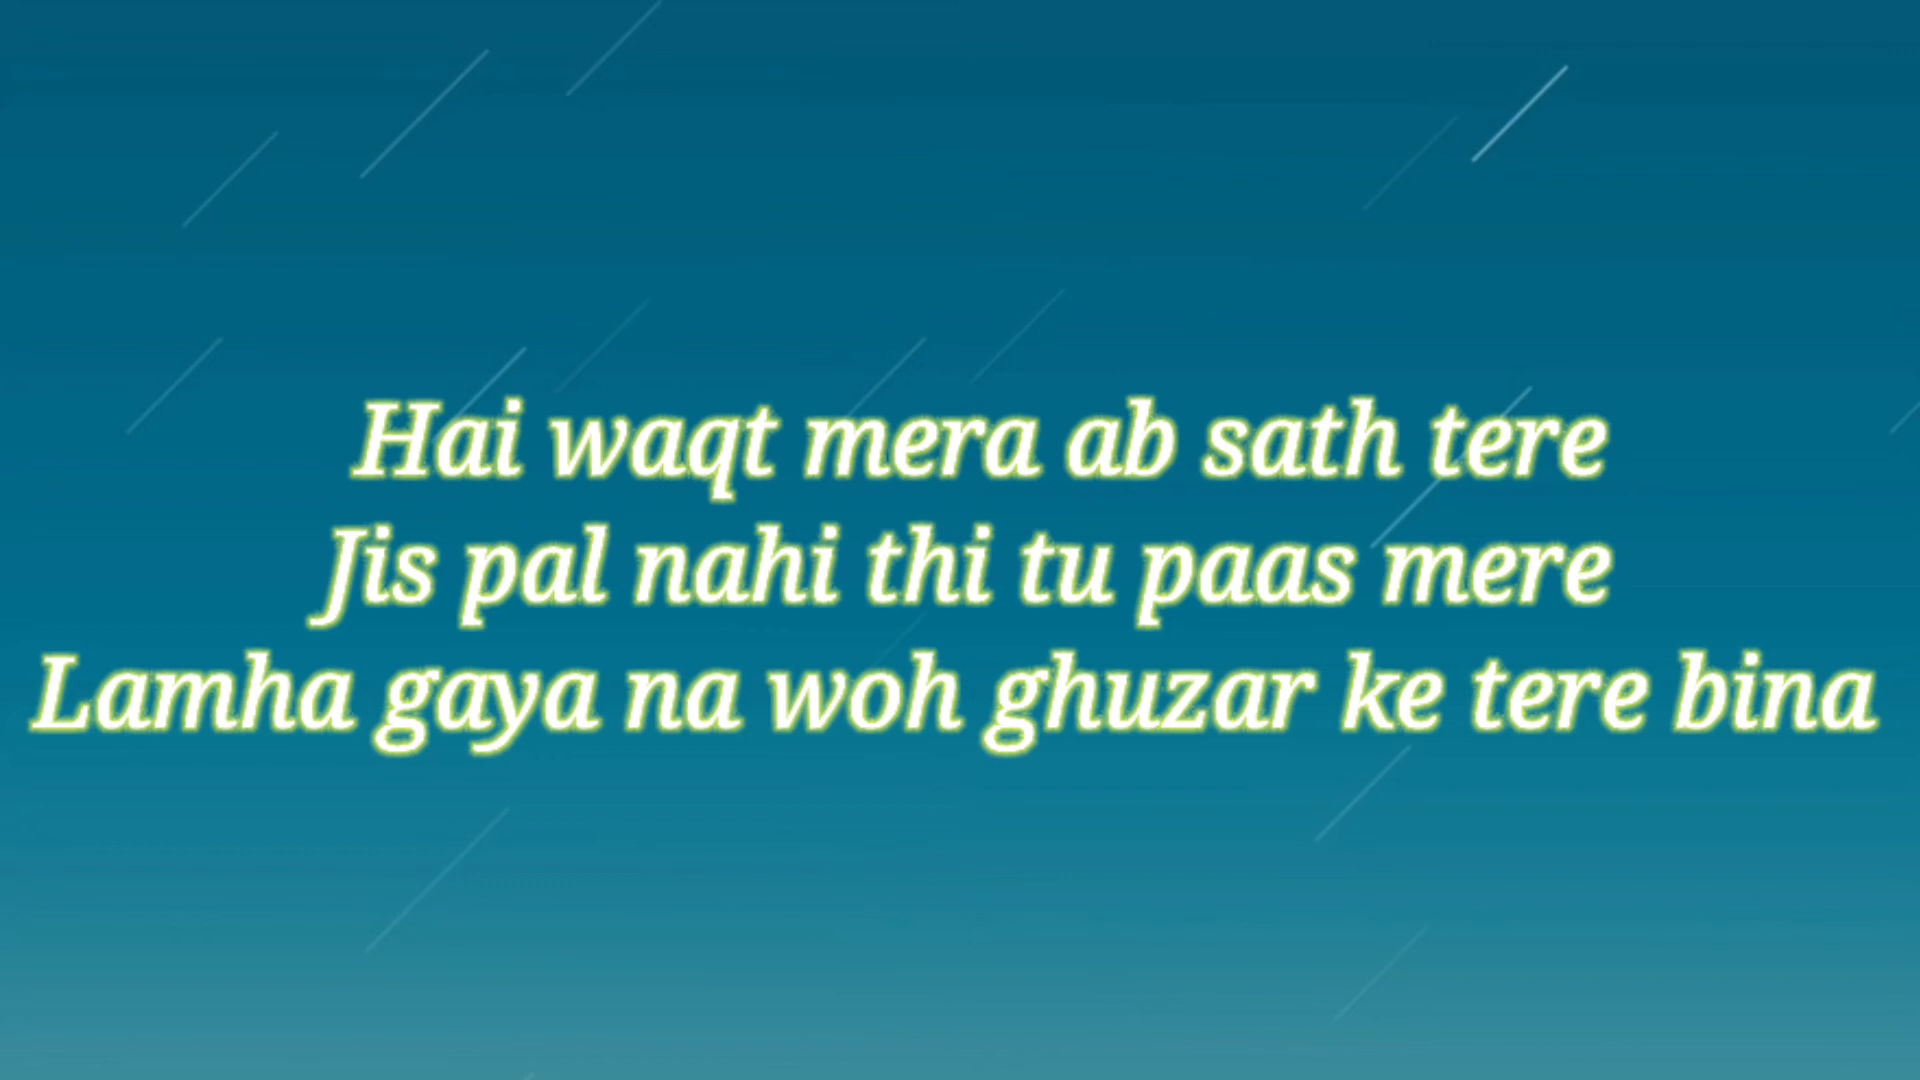 Hai waqt mera ab sath tere
Jis pal nahi thi tu paas mere
Lamha gaya na woh ghuzar ke tere bina